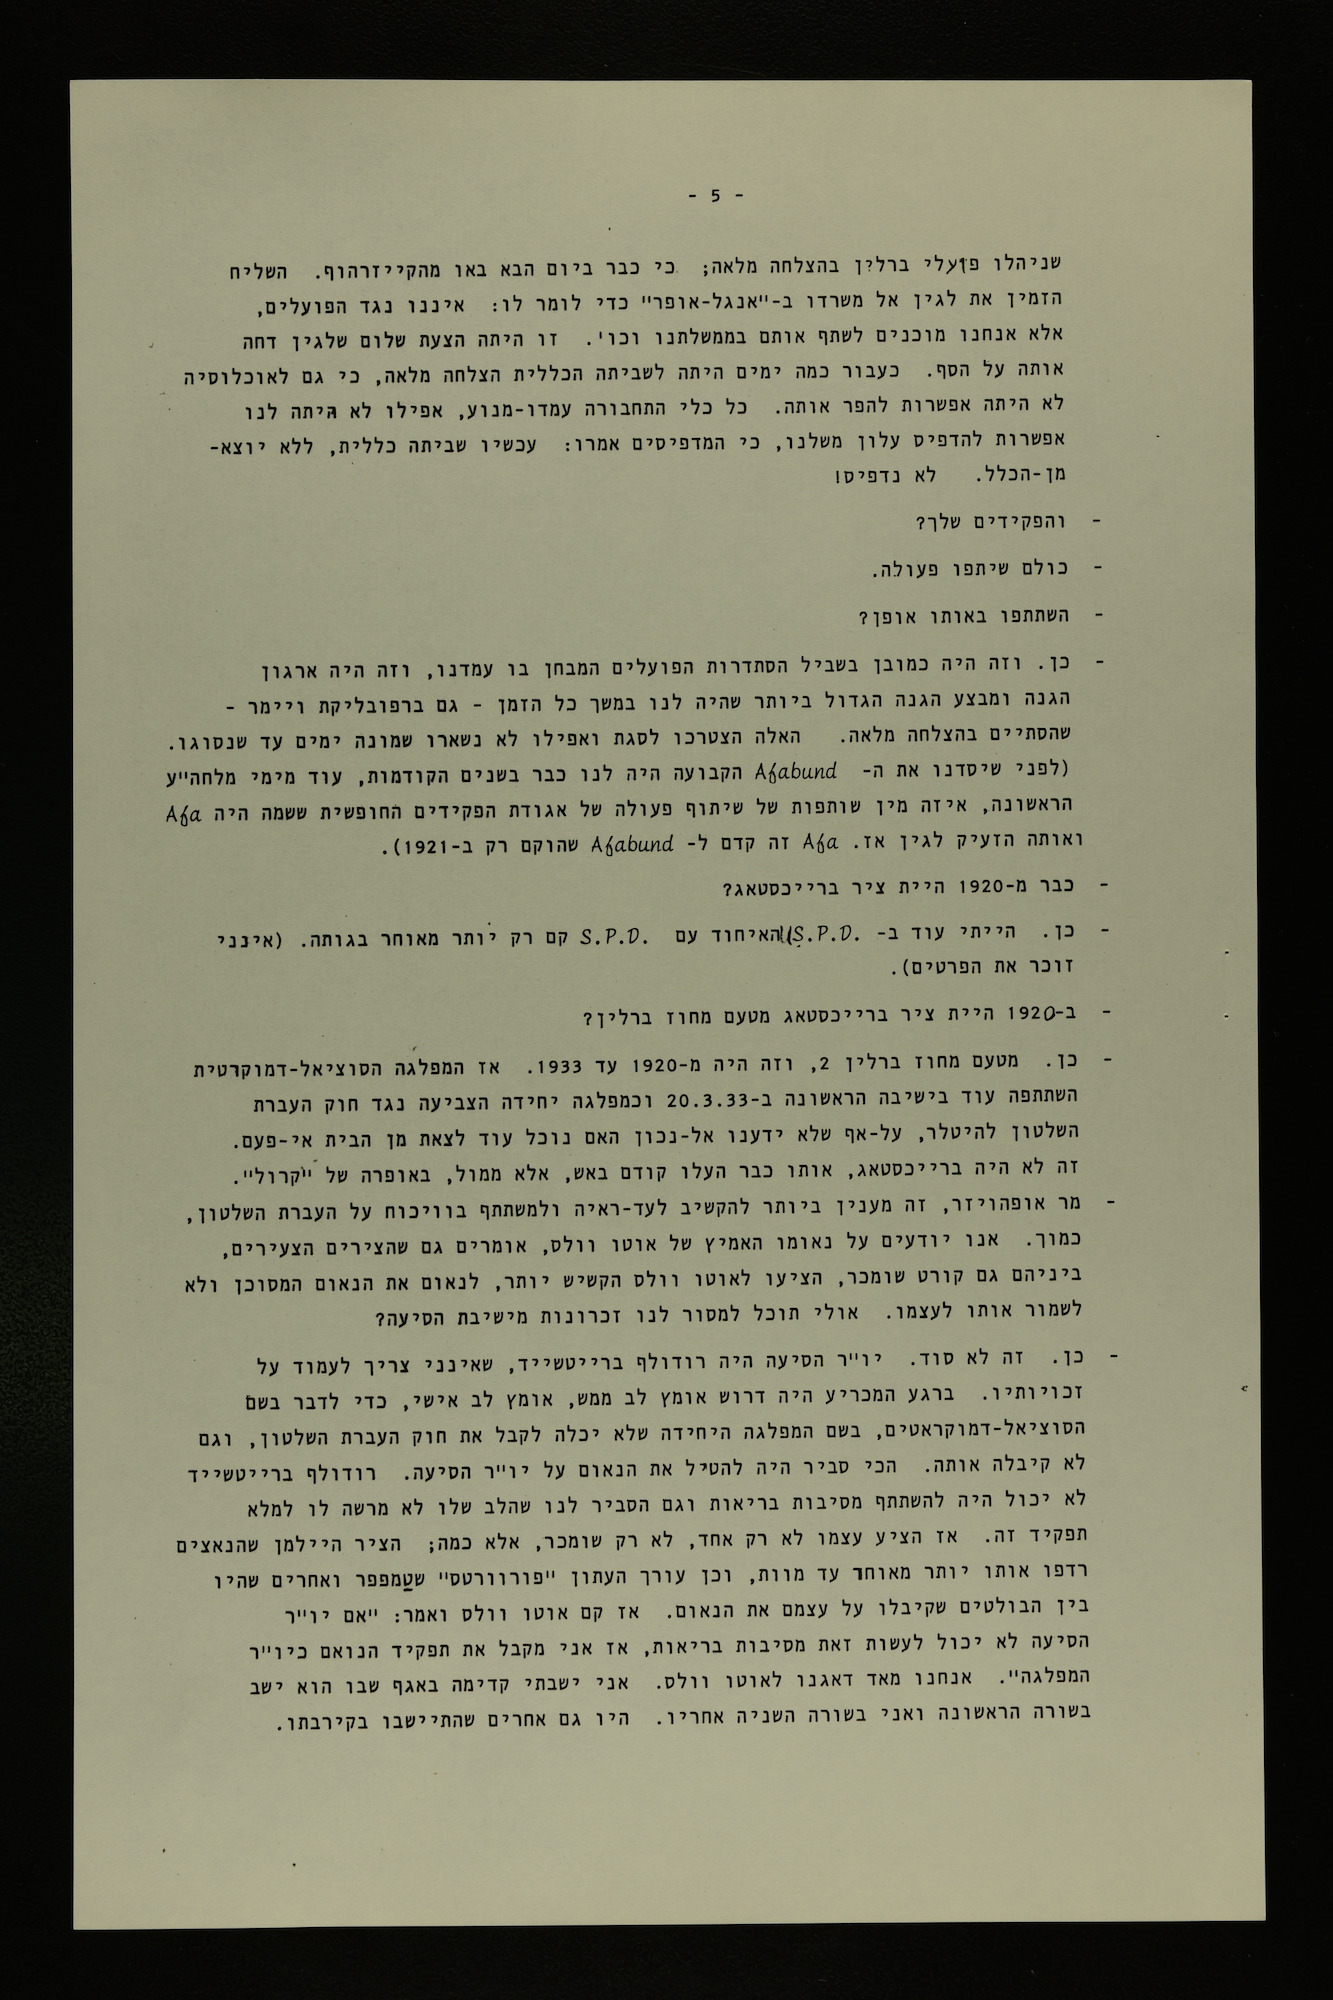 - 5 -
שניהלו פועלי ברלין בהצלחה מלאה; כי כבר ביום הבא באו מהקייזרהוף. השליח
הזמין את לגין אל משרדו ב-"אנגל-אופר" כדי לומר לו: איננו נגד הפועלים,
אלא אנחנו מוכנים לשתף אותם בממשלתנו וכו'. זו היתה הצעת שלום שלגין דחה
אותה על הסף. כעבור כמה ימים היתה לשביתה הכללית הצלחה מלאה, כי גם לאוכלוסיה
לא היתה אפשרות להפר אותה. כל כלי התחבורה עמדו-מנוע, אפילו לא היתה לנו
אפשרות להדפיס עלון משלנו, כי המדפיסים אמרו: עכשיו שביתה כללית, ללא יוצא-
מן-הכלל. לא נדפיס!
- והפקידים שלך?
- כולם שיתפו פעולה.
- השתתפו באותו אופן?
- כן. וזה היה כמובן בשביל הסתדרות הפועלים המבחן בו עמדנו, וזה היה ארגון
הגנה ומבצע הגנה הגדול ביותר שהיה לנו במשך כל הזמן - גם ברפובליקת ויימר -
שהסתיים בהצלחה מלאה. האלה הצטרכו לסגת ואפילו לא נשארו שמונה ימים עד שנסוגו.
(לפני שיסדנו את ה- Afabund הקבועה היה לנו כבר בשנים הקודמות, עוד מימי מלחה"ע
הראשונה, איזה מין שותפות של שיתוף פעולה של אגודת הפקידים החופשית ששמה היה Afa
ואותה הזעיק לגין אז. Afa זה קדם ל- Afabund שהוקם רק ב-1921).
- כבר מ-1920 היית ציר ברייכסטאג?
- כן. הייתי עוד ב- U.S.P.D. האיחוד עם S.P.D. קם רק יותר מאוחר בגותה. (אינני
זוכר את הפרטים).
- ב-1920 היית ציר ברייכסטאג מטעם מחוז ברלין?
- כן. מטעם מחוז ברלין 2, וזה היה מ-1920 עד 1933. אז המפלגה הסוציאל-דמוקרטית
השתתפה עוד בישיבה הראשונה ב-20.3.33 וכמפלגה יחידה הצביעה נגד חוק העברת
השלטון להיטלר, על-אף שלא ידענו אל-נכון האם נוכל עוד לצאת מן הבית אי-פעם.
זה לא היה ברייכסטאג, אותו כבר העלו קודם באש, אלא ממול, באופרה של "קרול".
- מר אופהויזר, זה מענין ביותר להקשיב לעד-ראיה ולמשתתף בוויכוח על העברת השלטון,
כמוך. אנו יודעים על נאומו האמיץ של אוטו וולס, אומרים גם שהצירים הצעירים,
ביניהם גם קורט שומכר, הציעו לאוטו וולס הקשיש יותר, לנאום את הנאום המסוכן ולא
לשמור אותו לעצמו. אולי תוכל למסור לנו זכרונות מישיבת הסיעה?
- כן. זה לא סוד. יו"ר הסיעה היה רודולף ברייטשייד, שאינני צריך לעמוד על
זכויותיו. ברגע המכריע היה דרוש אומץ לב ממש, אומץ לב אישי, כדי לדבר בשם
הסוציאל-דמוקראטים, בשם המפלגה היחידה שלא יכלה לקבל את חוק העברת השלטון, וגם
לא קיבלה אותה. הכי סביר היה להטיל את הנאום על יו"ר הסיעה. רודולף ברייטשייד
לא יכול היה להשתתף מסיבות בריאות וגם הסביר לנו שהלב שלו לא מרשה לו למלא
תפקיד זה. אז הציע עצמו לא רק אחד, לא רק שומכר, אלא כמה; הציר היילמן שהנאצים
רדפו אותו יותר מאוחר עד מוות, וכן עורך העתון "פורוורטס" שטמפפר ואחרים שהיו
בין הבולטים שקיבלו על עצמם את הנאום. אז קם אוטו וולס ואמר: "אם יו"ר
הסיעה לא יכול לעשות זאת מסיבות בריאות, אז אני מקבל את תפקיד הנואם כיו"ר
המפלגה". אנחנו מאד דאגנו לאוטו וולס. אני ישבתי קדימה באגף שבו הוא ישב
בשורה הראשונה ואני בשורה השניה אחריו. היו גם אחרים שהתיישבו בקירבתו.